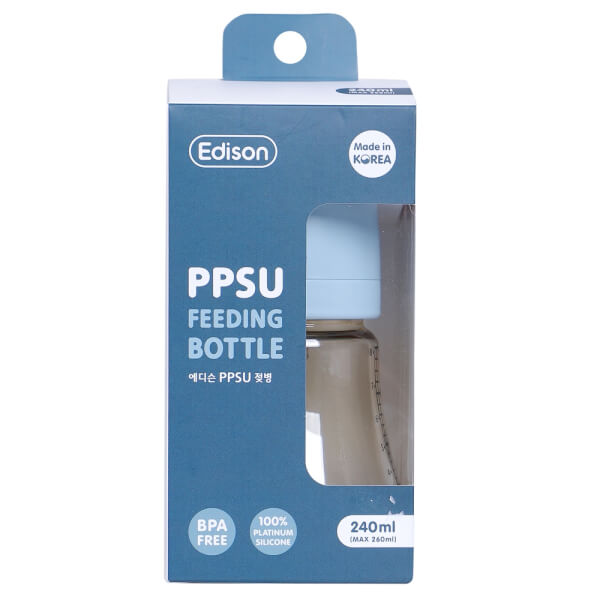 240ml
Edison
Made in
KOREA
PPSU
FEEDING
BOTTLE
에디슨 PPSU 젖병
BPA
FREE
100%
PLATINUM
SILICONE
240ml
(MAX 260ml)